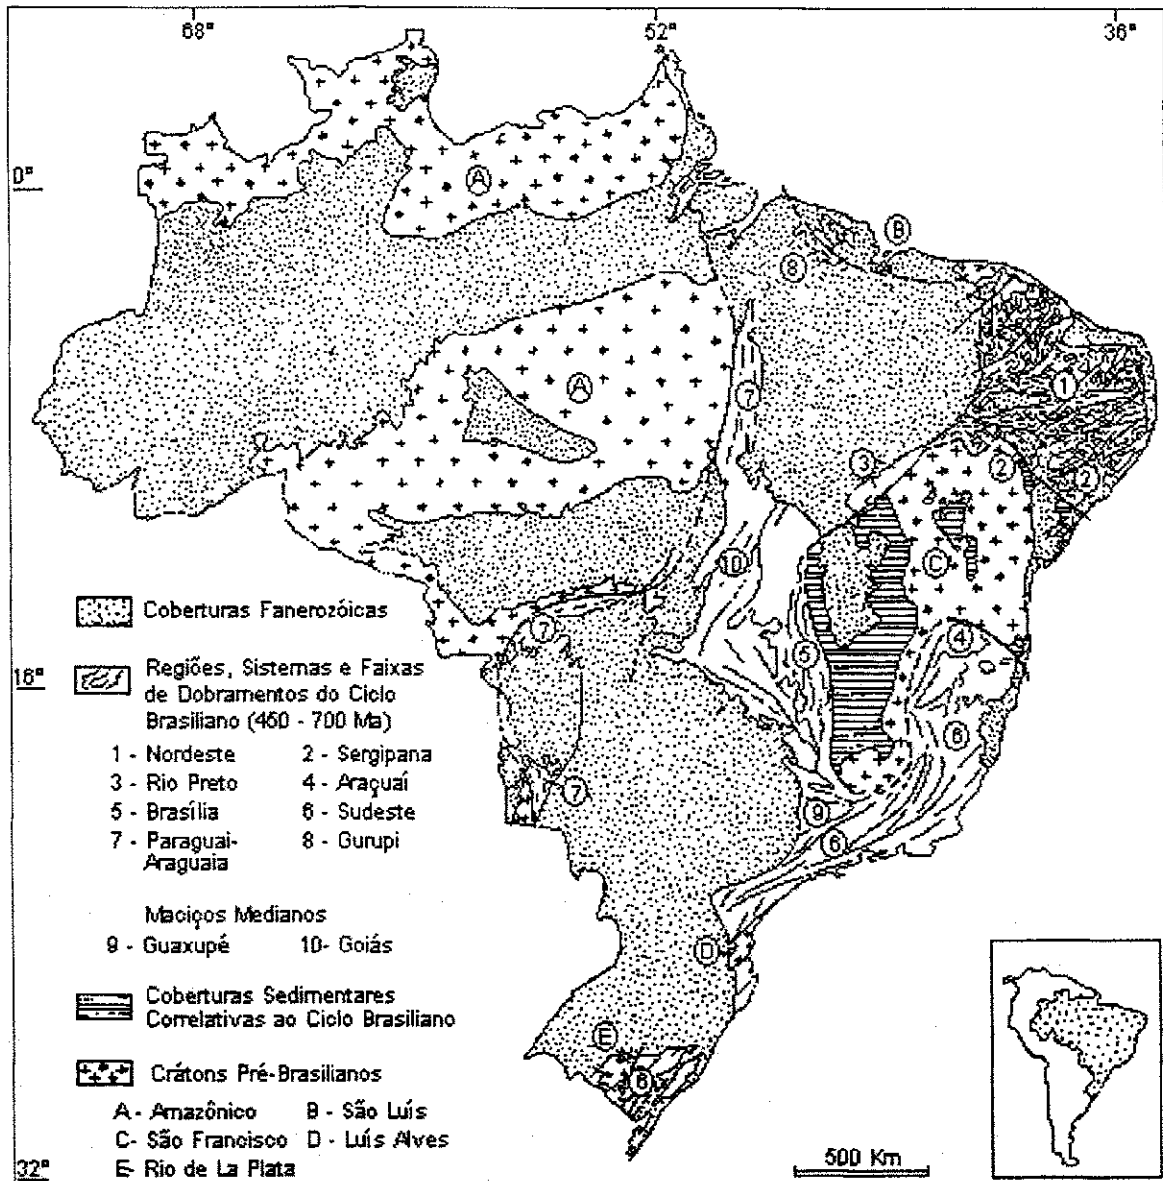 68° 52° 36°
0°
16°
32°
A
B
8
A
7
1
3
2
2
10
C
7
5
4
6
7
9
6
D
E
6
Coberturas Fanerozóicas
Regiões, Sistemas e Faixas
de Dobramentos do Ciclo
Brasiliano (460 - 700 Ma)
1 - Nordeste 2 - Sergipana
3 - Rio Preto 4 - Araçuaí
5 - Brasília 6 - Sudeste
7 - Paraguai- 8 - Gurupi
Araguaia
Maciços Medianos
9 - Guaxupé 10- Goiás
Coberturas Sedimentares
Correlativas ao Ciclo Brasiliano
Crátons Pré-Brasilianos
A - Amazônico B - São Luís
C- São Francisco D - Luís Alves
E- Rio de La Plata
500 Km